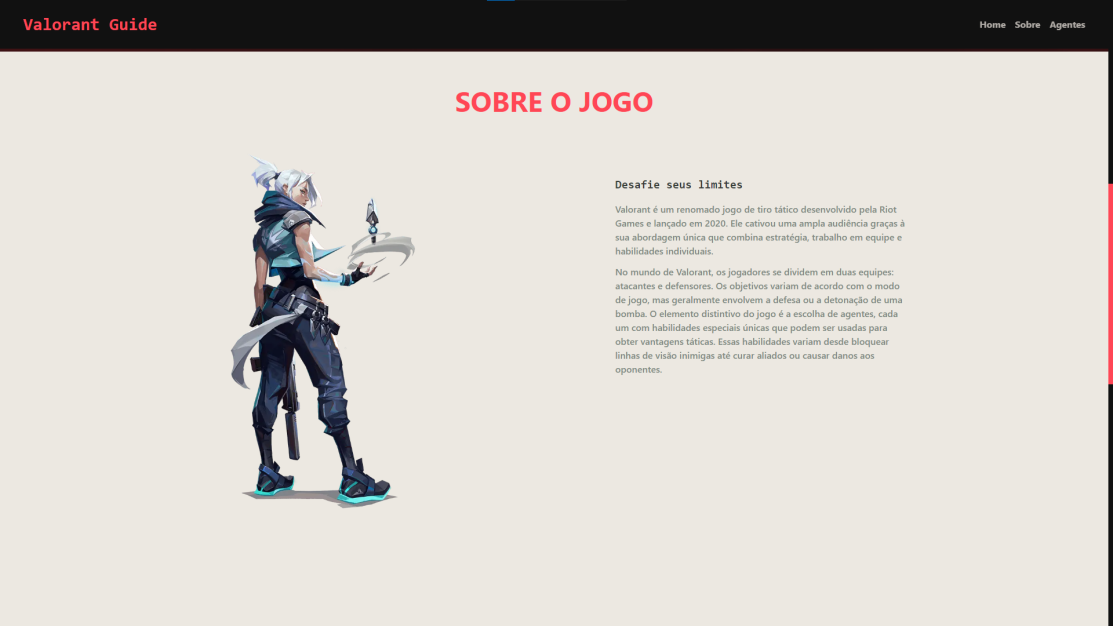 Valorant Guide
Home Sobre Agentes
SOBRE O JOGO
Desafie seus limites
Valorant é um renomado jogo de tiro tático desenvolvido pela Riot
Games e lançado em 2020. Ele cativou uma ampla audiência graças à
sua abordagem única que combina estratégia, trabalho em equipe e
habilidades individuais.
No mundo de Valorant, os jogadores se dividem em duas equipes:
atacantes e defensores. Os objetivos variam de acordo com o modo
de jogo, mas geralmente envolvem a defesa ou a detonação de uma
bomba. O elemento distintivo do jogo é a escolha de agentes, cada
um com habilidades especiais únicas que podem ser usadas para
obter vantagens táticas. Essas habilidades variam desde bloquear
linhas de visão inimigas até curar aliados ou causar danos aos
oponentes.